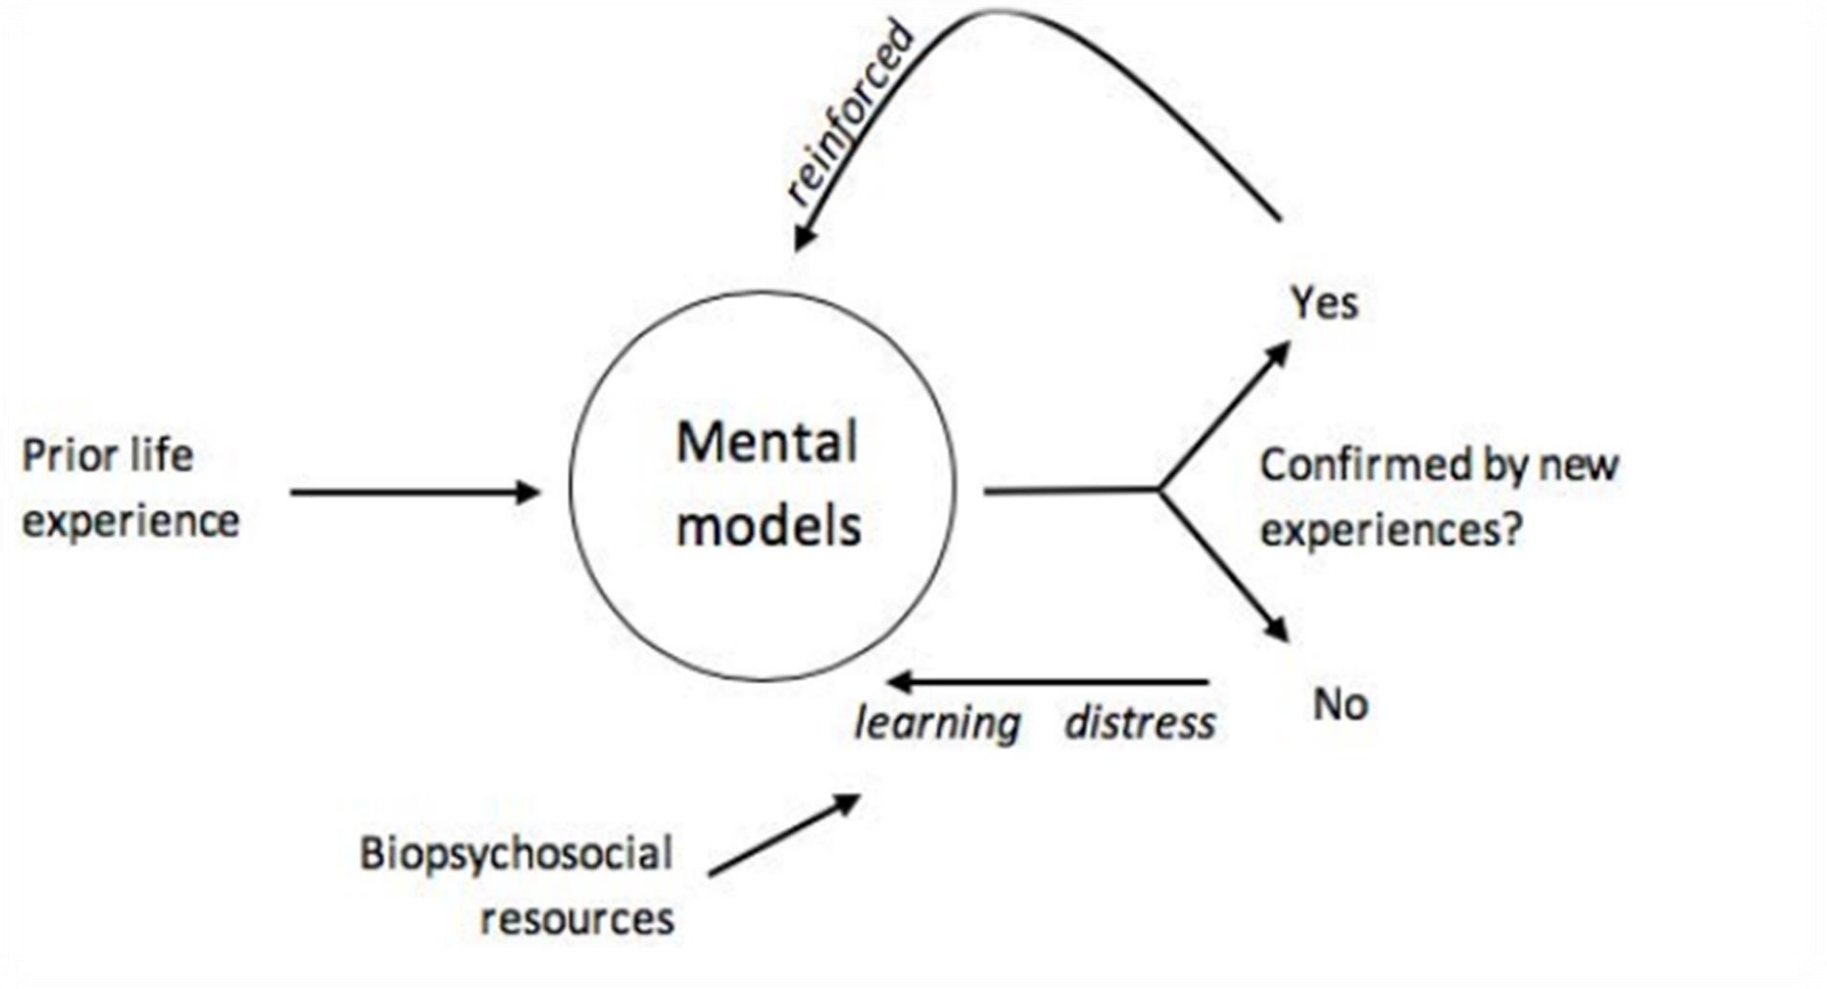 reinforced
Yes
Prior life
experience
Mental
models
Confirmed by new
experiences?
No
learning distress
Biopsychosocial
resources